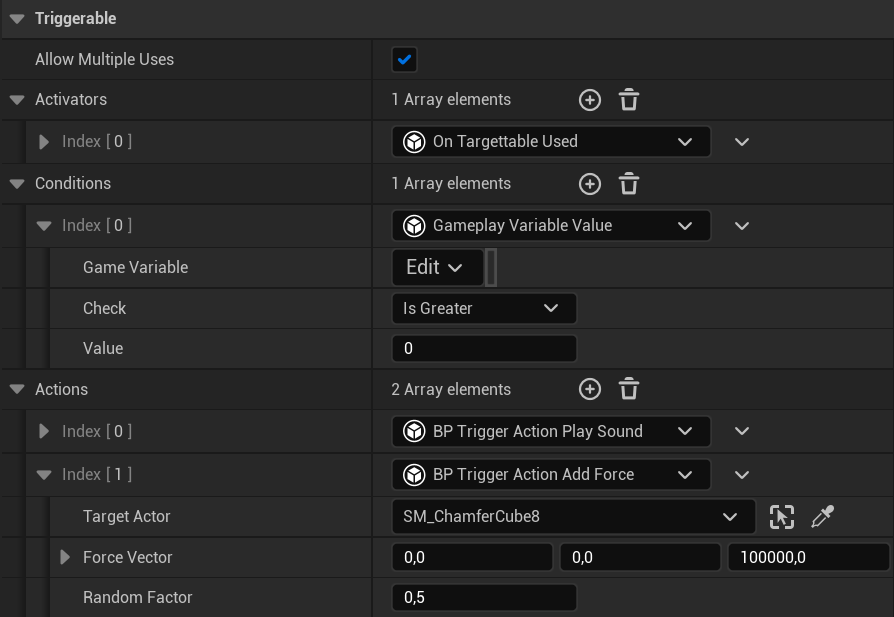 Triggerable
Allow Multiple Uses
Activators 1 Array elements
Index [ 0 ] On Targettable Used
Conditions 1 Array elements
Index [ 0 ] Gameplay Variable Value
Game Variable Edit
Check Is Greater
Value 0
Actions 2 Array elements
Index [ 0 ] BP Trigger Action Play Sound
Index [ 1 ] BP Trigger Action Add Force
Target Actor SM_ChamferCube8
Force Vector 0,0 0,0 100000,0
Random Factor 0,5